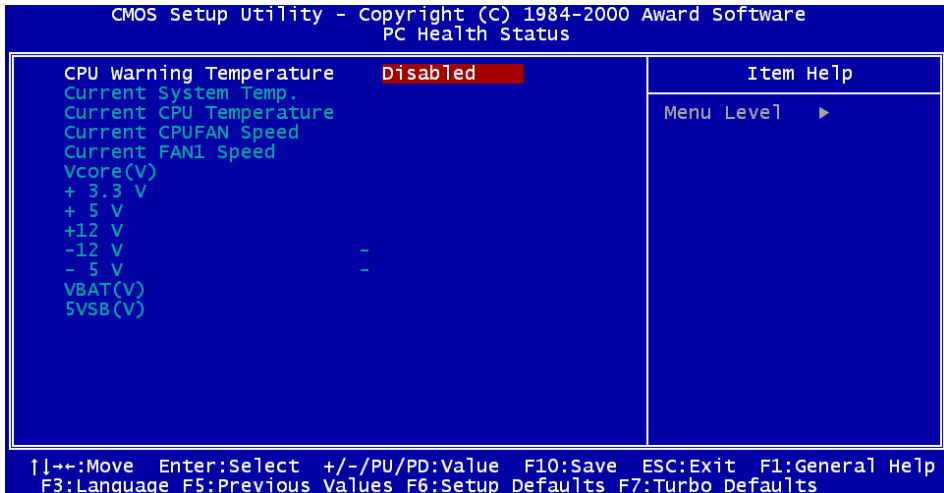 CMOS Setup Utility - Copyright (C) 1984-2000 Award Software
PC Health Status
CPU Warning Temperature Disabled
Current System Temp.
Current CPU Temperature
Current CPUFAN Speed
Current FAN1 Speed
Vcore(V)
+ 3.3 V
+ 5 V
+12 V
-12 V -
- 5 V -
VBAT(V)
5VSB(V)
Item Help
Menu Level ►
↑↓→←:Move Enter:Select +/-/PU/PD:Value F10:Save ESC:Exit F1:General Help
F3:Language F5:Previous Values F6:Setup Defaults F7:Turbo Defaults